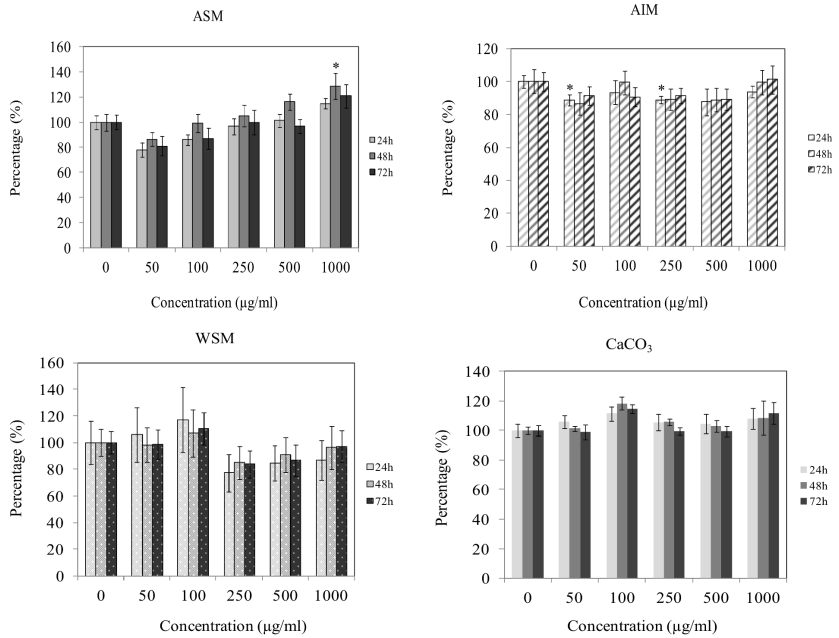 ASM
Percentage (%)
160
140
120
100
80
60
40
20
0
*
0 50 100 250 500 1000
Concentration (µg/ml)
24h
48h
72h
AIM
Percentage (%)
120
100
80
60
40
20
0
* *
0 50 100 250 500 1000
Concentration (µg/ml)
24h
48h
72h
WSM
Percentage (%)
160
140
120
100
80
60
40
20
0
0 50 100 250 500 1000
Concentration (µg/ml)
24h
48h
72h
CaCO₃
Percentage (%)
140
120
100
80
60
40
20
0
0 50 100 250 500 1000
Concentration (µg/ml)
24h
48h
72h